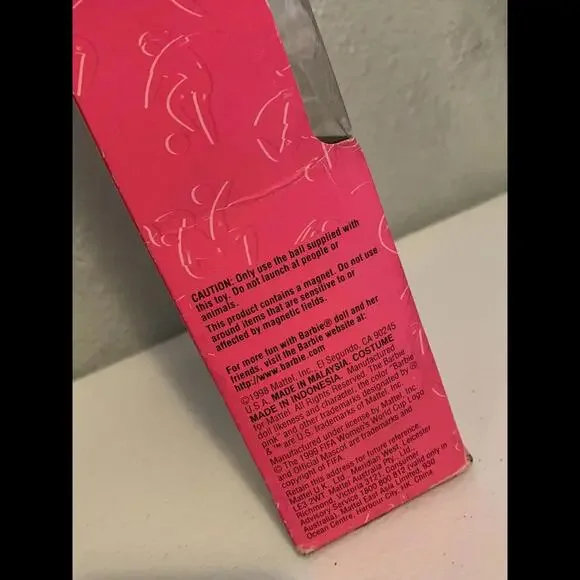 CAUTION: Only use the ball supplied with
this toy. Do not launch at people or
animals.
This product contains a magnet. Do not use
around items that are sensitive to or
affected by magnetic fields.
For more fun with Barbie® doll and her
friends, visit the Barbie website at:
http://www.barbie.com
©1998 Mattel, Inc., El Segundo, CA 90245
U.S.A. MADE IN MALAYSIA. COSTUME
MADE IN INDONESIA. Manufactured
for Mattel. All Rights Reserved. The Barbie
doll likeness and character, the color "Barbie
pink" and other trademarks designated by ®
& ™ are U.S. trademarks of Mattel, Inc.
Manufactured under license by Mattel, Inc.
© The 1999 FIFA Women's World Cup Logo
and Official Mascot are trademarks and
copyright of FIFA.
Retain this address for future reference.
Mattel U.K., Ltd. Meridian West, Leicester
LE3 2WT. Mattel Australia Pty., Ltd.,
Richmond, Victoria 3121. Consumer
Advisory Service 1 800 800 812 (valid only in
Australia). Mattel East Asia Limited, 930
Ocean Centre, Harbour City, HK, China